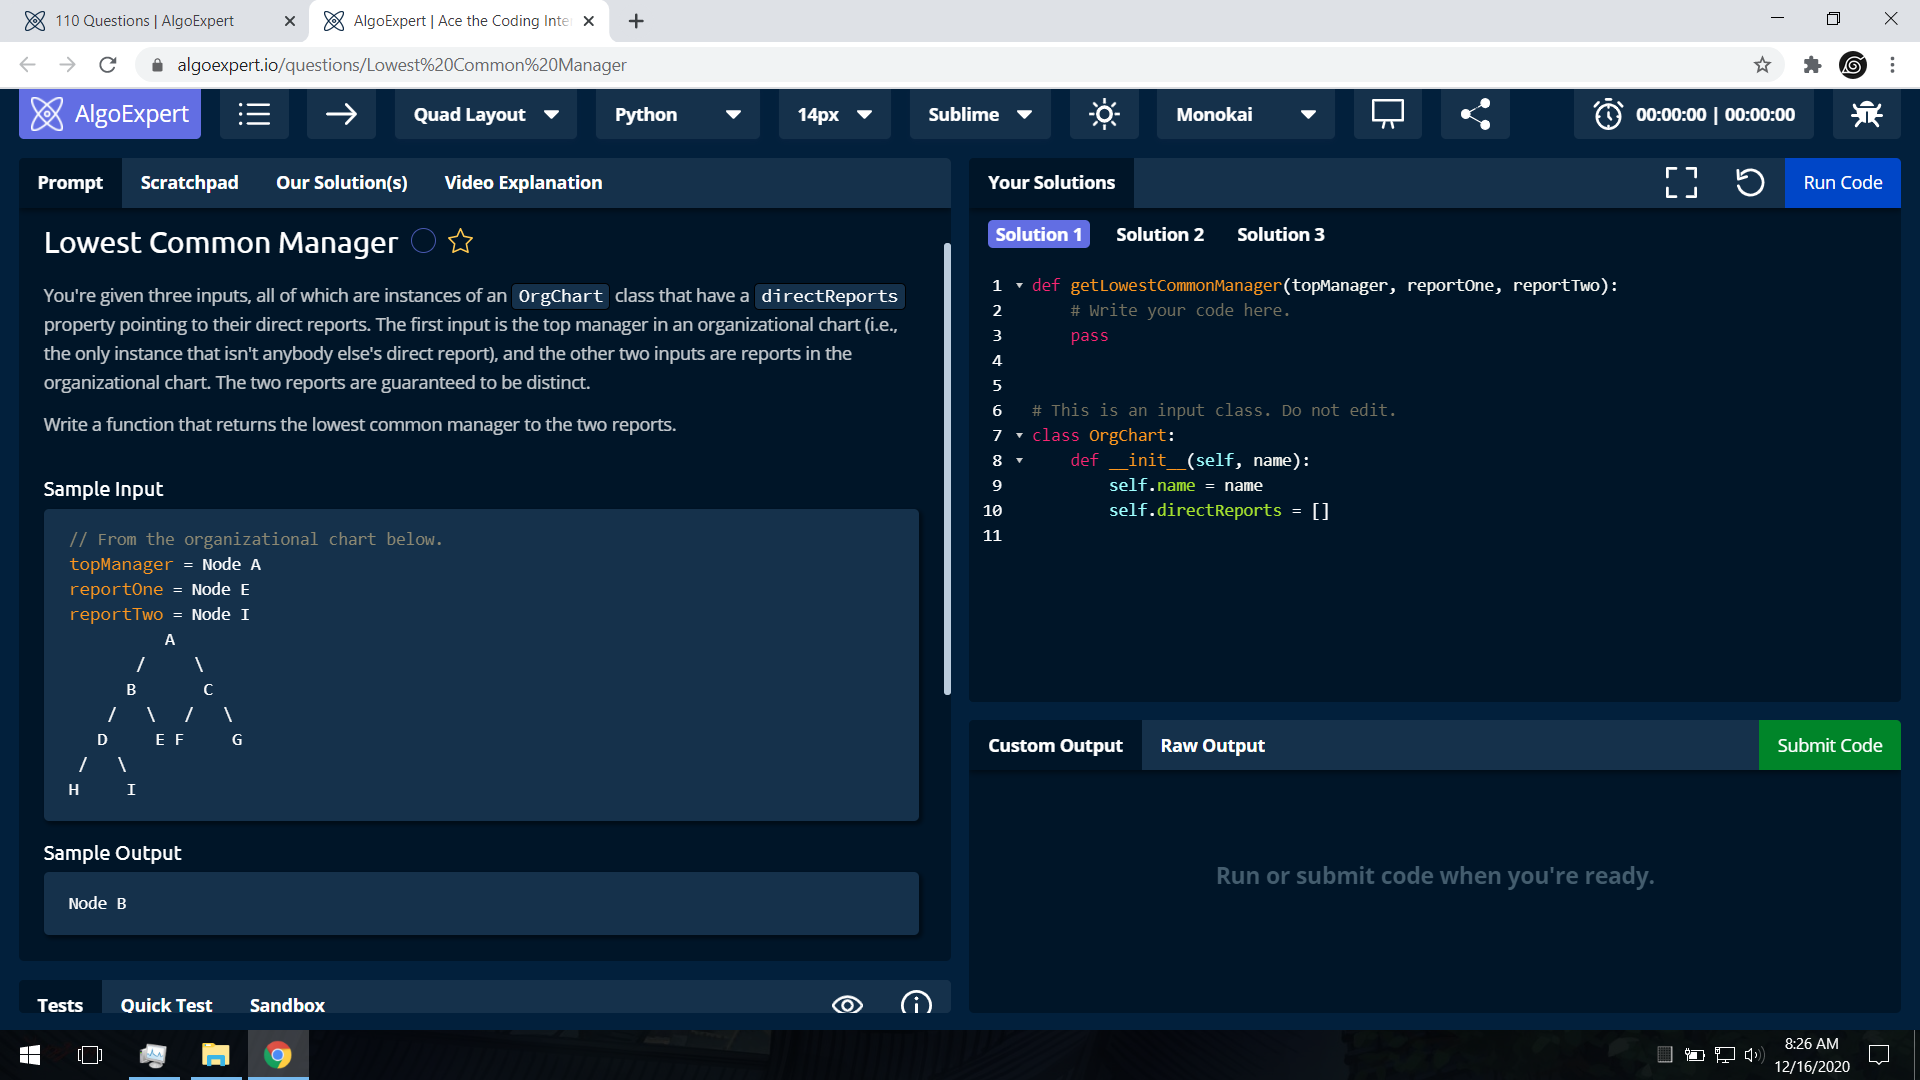 110 Questions | AlgoExpert
AlgoExpert | Ace the Coding Inte
algoexpert.io/questions/Lowest%20Common%20Manager
AlgoExpert
Quad Layout
Python
14px
Sublime
Monokai
00:00:00 | 00:00:00
Prompt
Scratchpad
Our Solution(s)
Video Explanation
Lowest Common Manager
You're given three inputs, all of which are instances of an OrgChart class that have a directReports
property pointing to their direct reports. The first input is the top manager in an organizational chart (i.e.,
the only instance that isn't anybody else's direct report), and the other two inputs are reports in the
organizational chart. The two reports are guaranteed to be distinct.
Write a function that returns the lowest common manager to the two reports.
Sample Input
// From the organizational chart below.
topManager = Node A
reportOne = Node E
reportTwo = Node I
A
/ \
B C
/ \ / \
D E F G
/ \
H I
Sample Output
Node B
Tests
Quick Test
Sandbox
Your Solutions
Run Code
Solution 1
Solution 2
Solution 3
1 def getLowestCommonManager(topManager, reportOne, reportTwo):
2 # Write your code here.
3 pass
4
5
6 # This is an input class. Do not edit.
7 class OrgChart:
8 def __init__(self, name):
9 self.name = name
10 self.directReports = []
11
Custom Output
Raw Output
Submit Code
Run or submit code when you're ready.
8:26 AM
12/16/2020